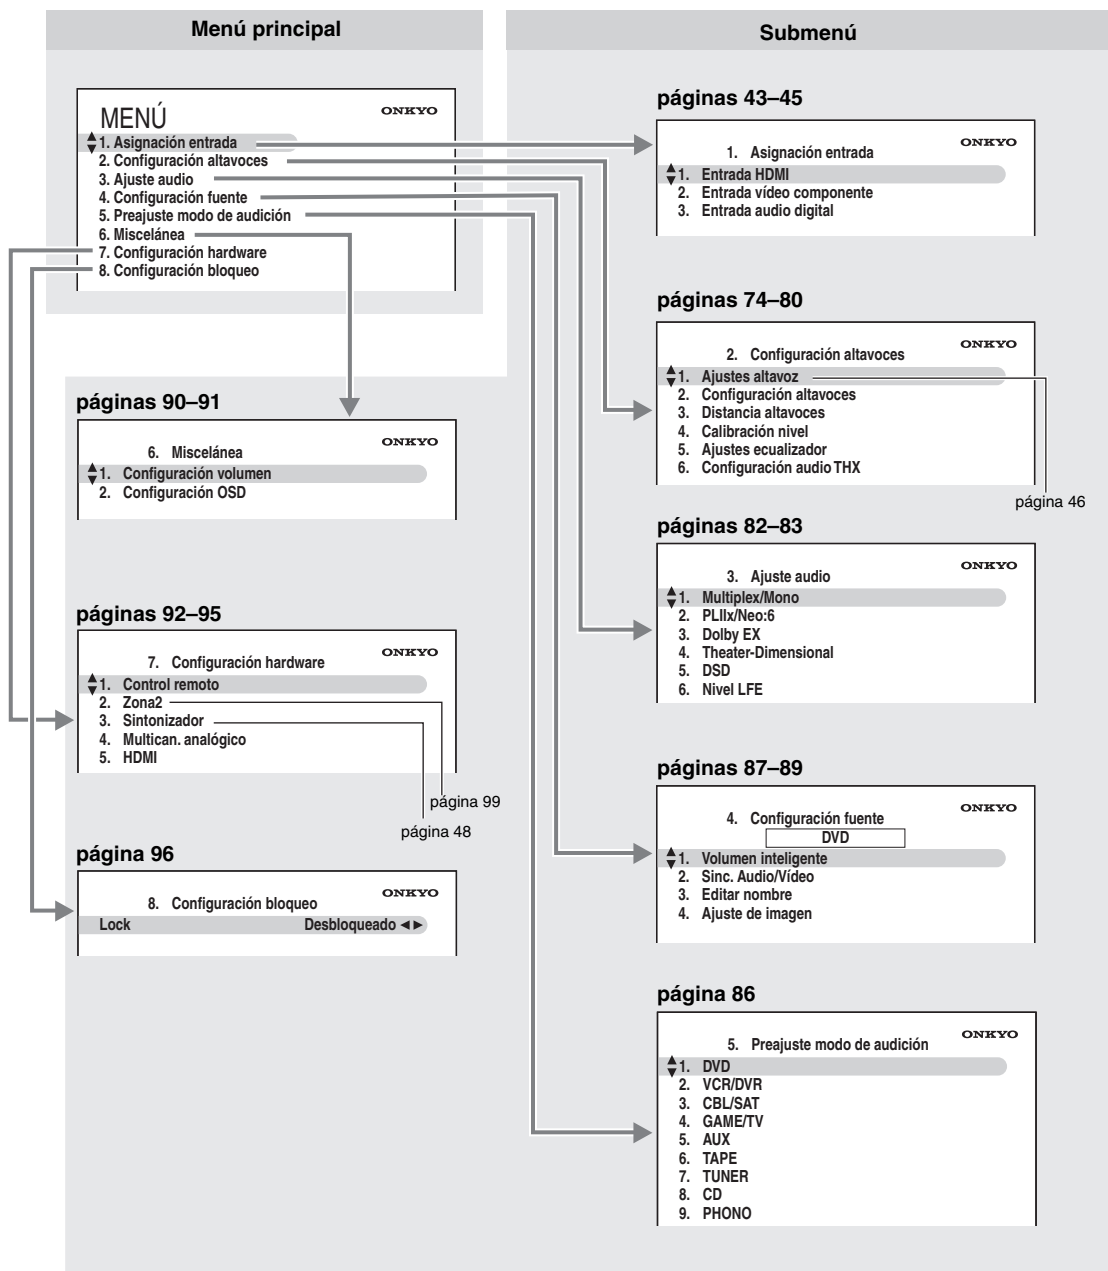 Menú principal
Submenú
MENÚ
ONKYO
1. Asignación entrada
2. Configuración altavoces
3. Ajuste audio
4. Configuración fuente
5. Preajuste modo de audición
6. Miscelánea
7. Configuración hardware
8. Configuración bloqueo
páginas 90–91
ONKYO
6. Miscelánea
1. Configuración volumen
2. Configuración OSD
páginas 92–95
ONKYO
7. Configuración hardware
1. Control remoto
2. Zona2
3. Sintonizador
4. Multican. analógico
5. HDMI
página 99
página 48
página 96
ONKYO
8. Configuración bloqueo
Lock Desbloqueado ◄►
páginas 43–45
ONKYO
1. Asignación entrada
1. Entrada HDMI
2. Entrada vídeo componente
3. Entrada audio digital
páginas 74–80
ONKYO
2. Configuración altavoces
1. Ajustes altavoz
2. Configuración altavoces
3. Distancia altavoces
4. Calibración nivel
5. Ajustes ecualizador
6. Configuración audio THX
página 46
páginas 82–83
ONKYO
3. Ajuste audio
1. Multiplex/Mono
2. PLIIx/Neo:6
3. Dolby EX
4. Theater-Dimensional
5. DSD
6. Nivel LFE
páginas 87–89
ONKYO
4. Configuración fuente
DVD
1. Volumen inteligente
2. Sinc. Audio/Vídeo
3. Editar nombre
4. Ajuste de imagen
página 86
ONKYO
5. Preajuste modo de audición
1. DVD
2. VCR/DVR
3. CBL/SAT
4. GAME/TV
5. AUX
6. TAPE
7. TUNER
8. CD
9. PHONO